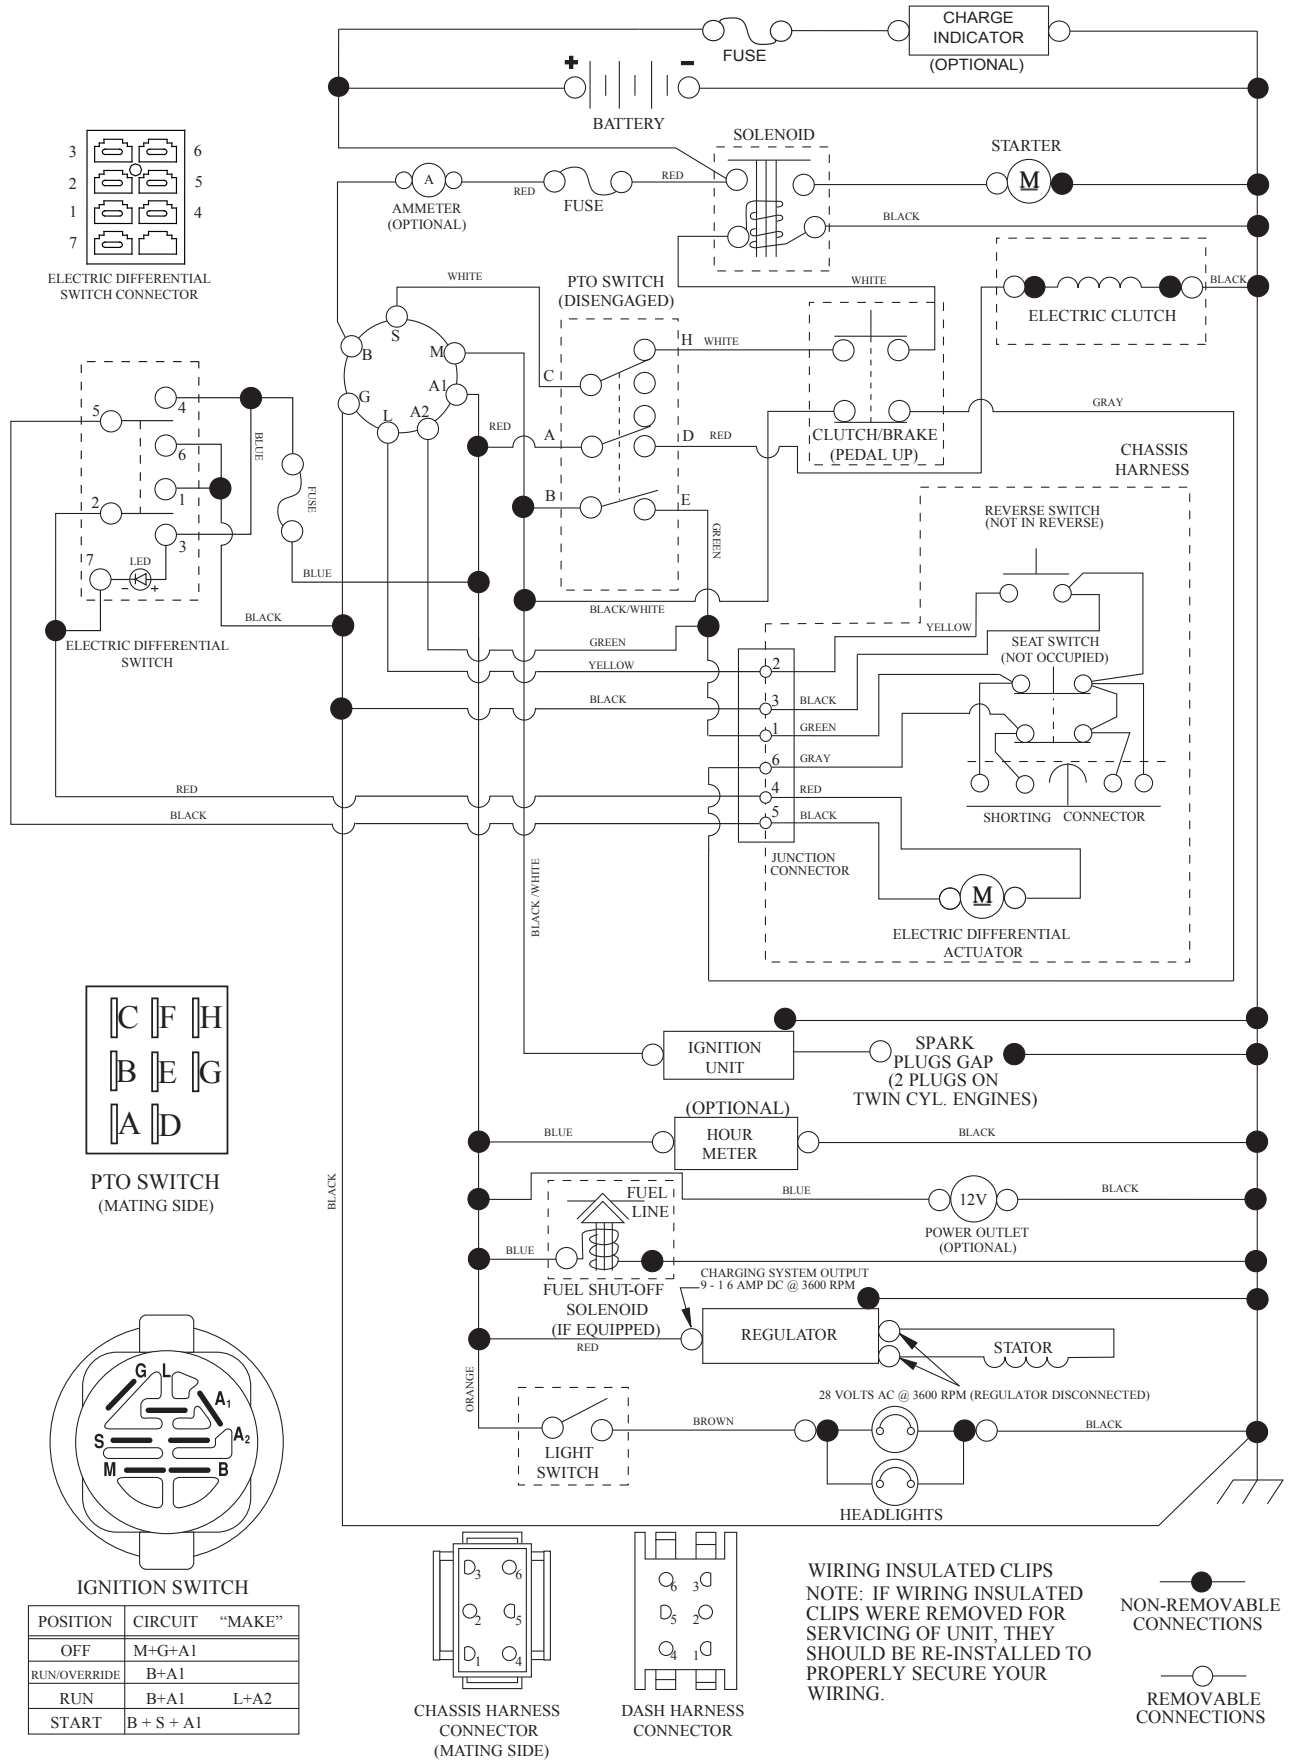 FUSE
CHARGE
INDICATOR
(OPTIONAL)
+ −
BATTERY
SOLENOID
STARTER
M
3 6
2 5
1 4
7
ELECTRIC DIFFERENTIAL
SWITCH CONNECTOR
A
AMMETER
(OPTIONAL)
RED
FUSE
RED
BLACK
WHITE
PTO SWITCH
(DISENGAGED)
WHITE
BLACK
ELECTRIC CLUTCH
S
B
M
G
A1
L
A2
H WHITE
C
RED
A
D RED
B
E
CLUTCH/BRAKE
(PEDAL UP)
GRAY
CHASSIS
HARNESS
4
5
6
1
2
3
7
LED
− +
BLUE
FUSE
BLUE
BLACK
ELECTRIC DIFFERENTIAL
SWITCH
GREEN
REVERSE SWITCH
(NOT IN REVERSE)
BLACK/WHITE
YELLOW
GREEN
SEAT SWITCH
(NOT OCCUPIED)
YELLOW
2
BLACK
3 BLACK
1 GREEN
6 GRAY
RED
4 RED
BLACK
5 BLACK
SHORTING CONNECTOR
JUNCTION
CONNECTOR
M
ELECTRIC DIFFERENTIAL
ACTUATOR
BLACK /WHITE
C F H
B E G
A D
PTO SWITCH
(MATING SIDE)
IGNITION
UNIT
SPARK
PLUGS GAP
(2 PLUGS ON
TWIN CYL. ENGINES)
(OPTIONAL)
BLUE
HOUR
METER
BLACK
BLACK
BLUE
12V
BLACK
POWER OUTLET
(OPTIONAL)
FUEL
LINE
BLUE
FUEL SHUT-OFF
SOLENOID
(IF EQUIPPED)
CHARGING SYSTEM OUTPUT
9 - 1 6 AMP DC @ 3600 RPM
RED
REGULATOR
STATOR
28 VOLTS AC @ 3600 RPM (REGULATOR DISCONNECTED)
ORANGE
LIGHT
SWITCH
BROWN
BLACK
HEADLIGHTS
G L
A1
S
A2
M B
IGNITION SWITCH
POSITION CIRCUIT “MAKE”
OFF M+G+A1
RUN/OVERRIDE B+A1
RUN B+A1 L+A2
START B + S + A1
3 6
2 5
1 4
CHASSIS HARNESS
CONNECTOR
(MATING SIDE)
6 3
5 2
4 1
DASH HARNESS
CONNECTOR
WIRING INSULATED CLIPS
NOTE: IF WIRING INSULATED
CLIPS WERE REMOVED FOR
SERVICING OF UNIT, THEY
SHOULD BE RE-INSTALLED TO
PROPERLY SECURE YOUR
WIRING.
NON-REMOVABLE
CONNECTIONS
REMOVABLE
CONNECTIONS